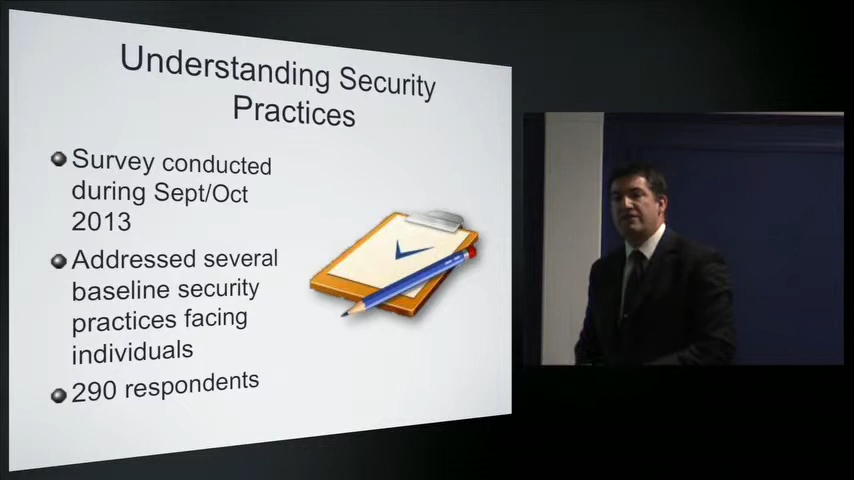 Understanding Security
Practices
Survey conducted
during Sept/Oct
2013
Addressed several
baseline security
practices facing
individuals
290 respondents